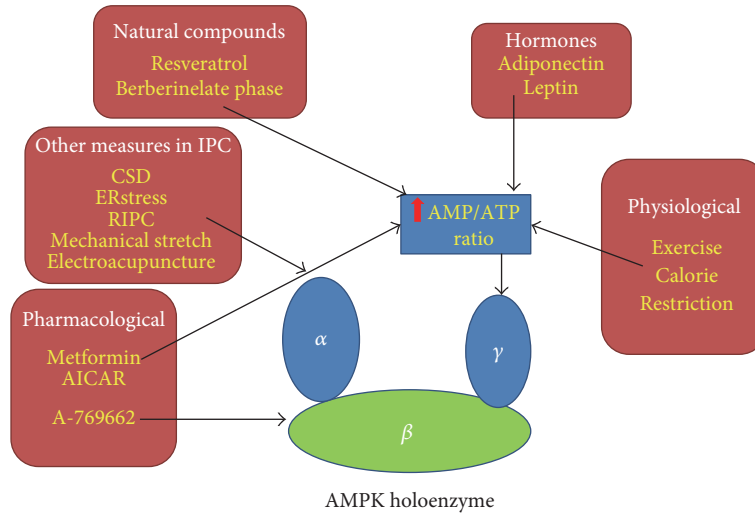 Natural compounds
Resveratrol
Berberinelate phase
Hormones
Adiponectin
Leptin
Other measures in IPC
CSD
ERstress
RIPC
Mechanical stretch
Electroacupuncture
AMP/ATP
ratio
Physiological
Exercise
Calorie
Restriction
Pharmacological
Metformin
AICAR
A-769662
α
γ
β
AMPK holoenzyme